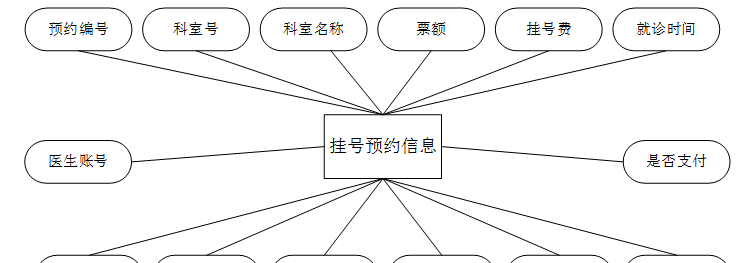 预约编号
科室号
科室名称
票额
挂号费
就诊时间
挂号预约信息
医生账号
是否支付